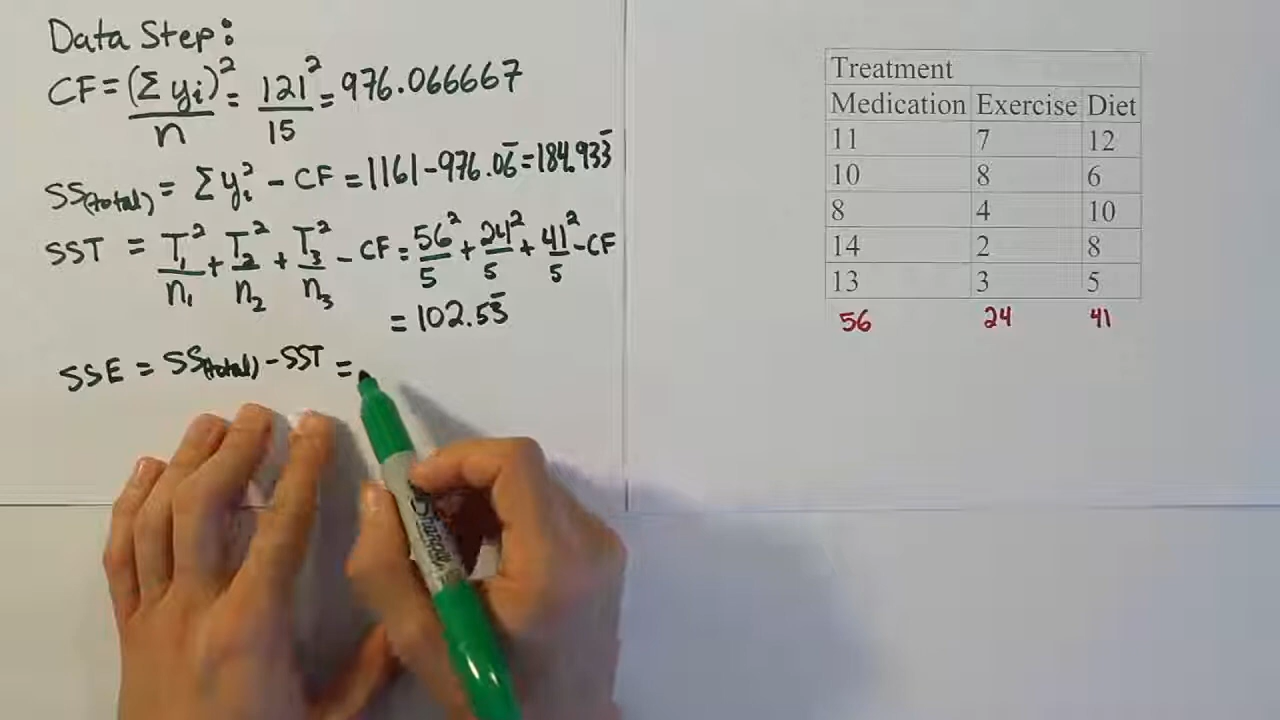 Data Step:
CF = (Σ yi)² / n = 121² / 15 = 976.066667
SS(total) = Σ yi² - CF = 1161 - 976.06̅ = 184.933̅
SST = T₁²/n₁ + T₂²/n₂ + T₃²/n₃ - CF = 56²/5 + 24²/5 + 41²/5 - CF
= 102.53̅
SSE = SS(total) - SST =
Sharpie
Treatment
Medication Exercise Diet
11 7 12
10 8 6
8 4 10
14 2 8
13 3 5
56 24 41